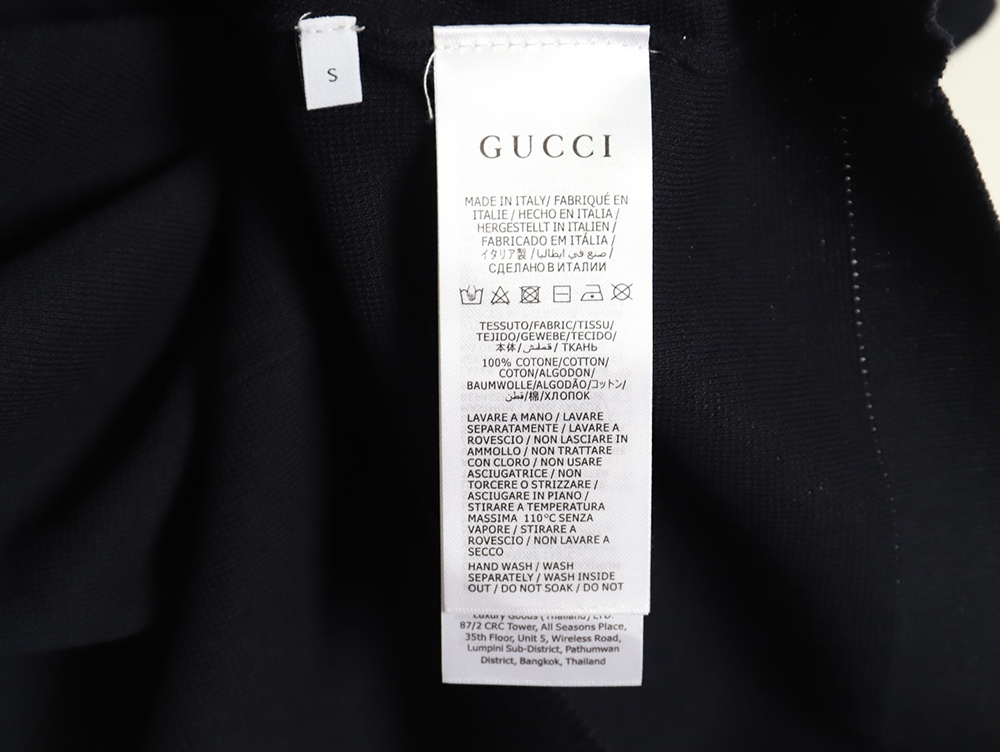 S
GUCCI
MADE IN ITALY/ FABRIQUÉ EN
ITALIE / HECHO EN ITALIA /
HERGESTELLT IN ITALIEN /
FABRICADO EM ITÁLIA /
イタリア製 /صنع في ايطاليا /
СДЕЛАНО В ИТАЛИИ
TESSUTO/FABRIC/TISSU/
TEJIDO/GEWEBE/TECIDO/
本体/قماش/ ТКАНЬ
100% COTONE/COTTON/
COTON/ALGODON/
BAUMWOLLE/ALGODÃO/コットン/
قطن/棉/ХЛОПОК
LAVARE A MANO / LAVARE
SEPARATAMENTE / LAVARE A
ROVESCIO / NON LASCIARE IN
AMMOLLO / NON TRATTARE
CON CLORO / NON USARE
ASCIUGATRICE / NON
TORCERE O STRIZZARE /
ASCIUGARE IN PIANO /
STIRARE A TEMPERATURA
MASSIMA 110°C SENZA
VAPORE / STIRARE A
ROVESCIO / NON LAVARE A
SECCO
HAND WASH / WASH
SEPARATELY / WASH INSIDE
OUT / DO NOT SOAK / DO NOT
Luxury Goods (Thailand) LTD.
87/2 CRC Tower, All Seasons Place,
35th Floor, Unit 5, Wireless Road,
Lumpini Sub-District, Pathumwan
District, Bangkok, Thailand